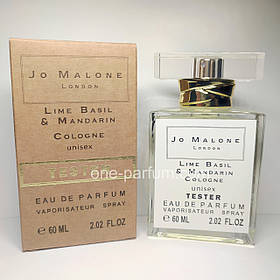 JO MALONE
LONDON
LIME BASIL
& MANDARIN
COLOGNE
unisex
TESTER
EAU DE PARFUM
VAPORISATEUR SPRAY
60 ML 2.02 FL.OZ
JO MALONE
LONDON
LIME BASIL
& MANDARIN
COLOGNE
unisex
TESTER
EAU DE PARFUM
VAPORISATEUR SPRAY
60 ML 2.02 FL.OZ